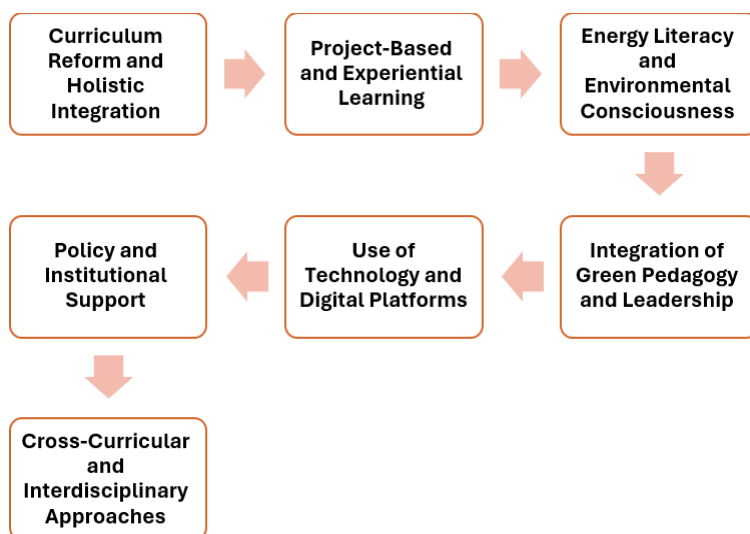 Curriculum
Reform and
Holistic
Integration
Project-Based
and Experiential
Learning
Energy Literacy
and
Environmental
Consciousness
Integration of
Green Pedagogy
and Leadership
Use of
Technology and
Digital Platforms
Policy and
Institutional
Support
Cross-Curricular
and
Interdisciplinary
Approaches